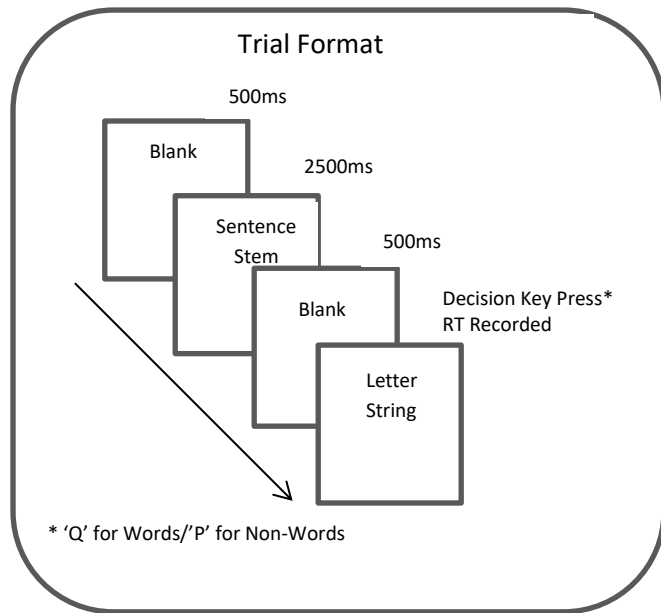 Trial Format
500ms
Blank
2500ms
Sentence
Stem
500ms
Blank
Decision Key Press*
RT Recorded
Letter
String
* ‘Q’ for Words/’P’ for Non-Words